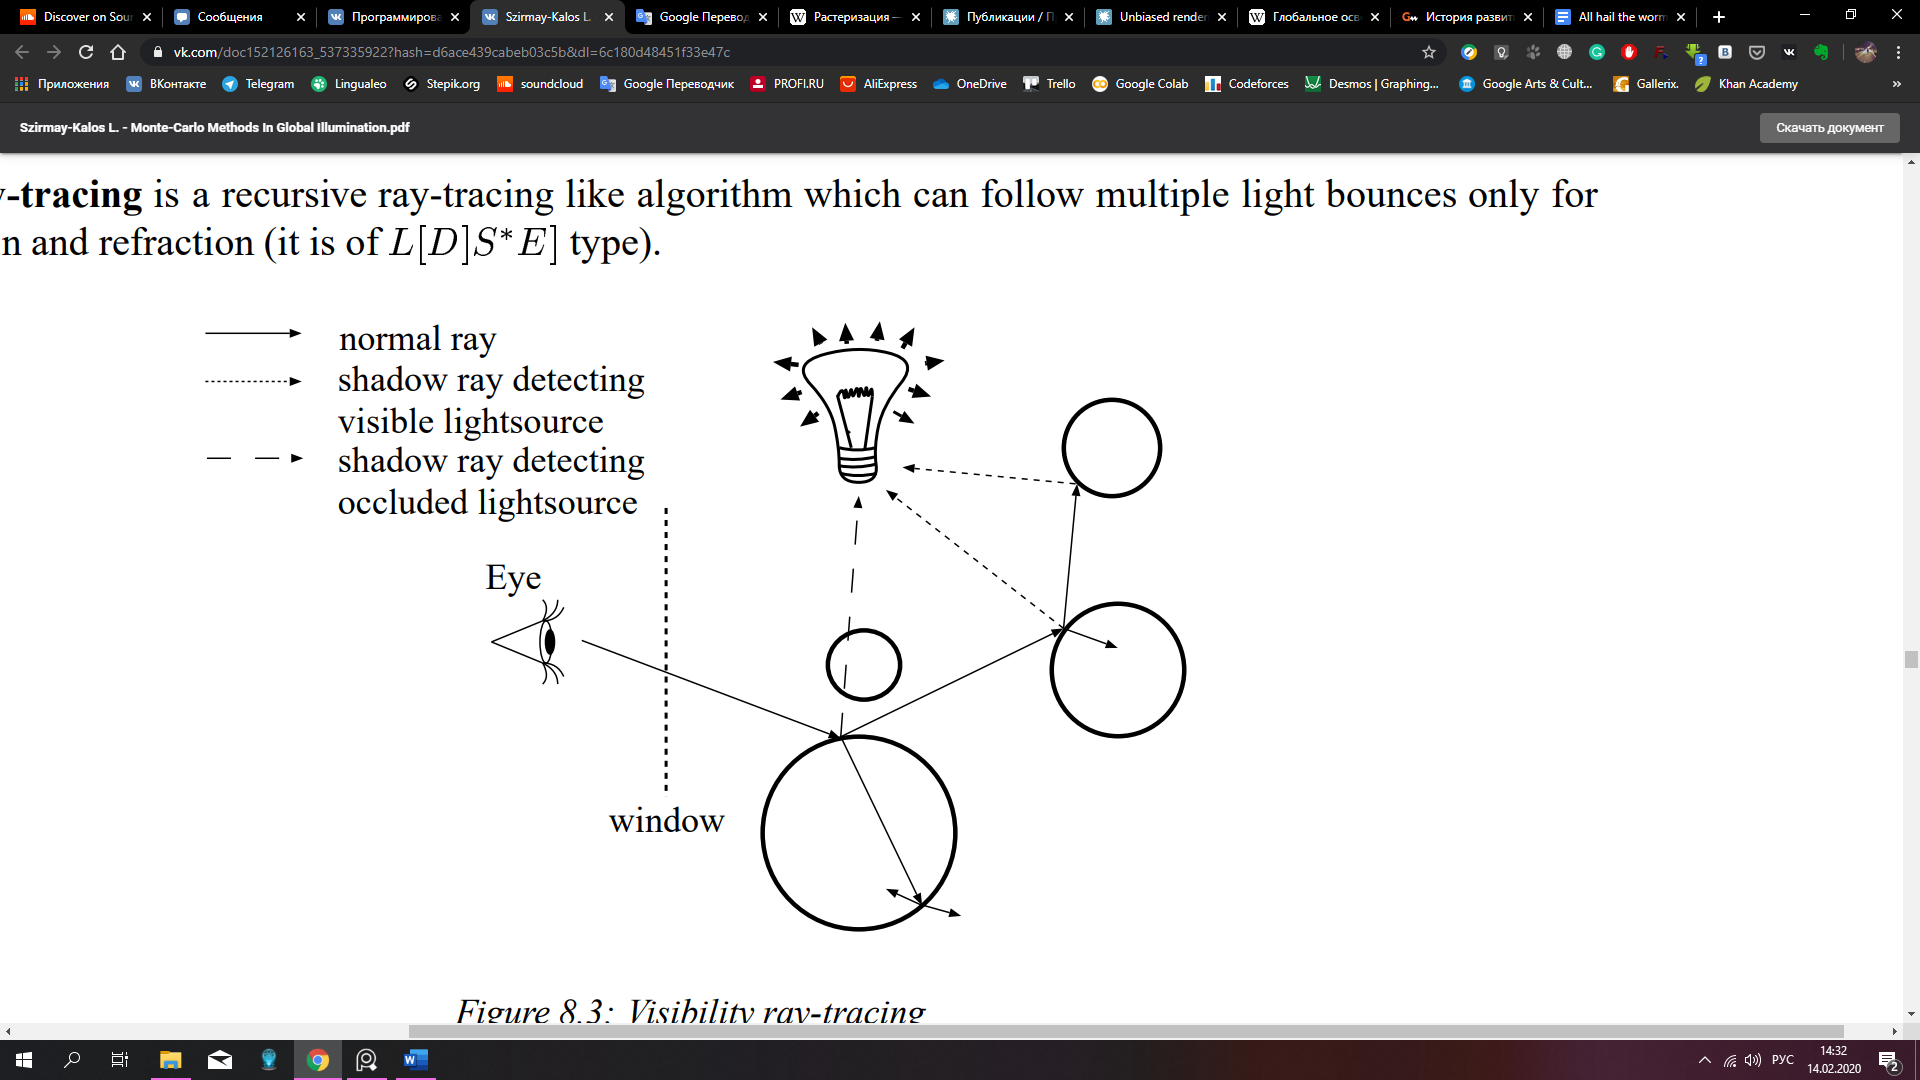 Discover on Soun
Сообщения
Программирова
Szirmay-Kalos L.
Google Перевод
Растеризация —
Публикации / П
Unbiased render
Глобальное осв
История развит
All hail the worm
vk.com/doc152126163_537335922?hash=d6ace439cabeb03c5b&dl=6c180d48451f33e47c
Приложения
ВКонтакте
Telegram
Lingualeo
Stepik.org
soundcloud
Google Переводчик
PROFI.RU
AliExpress
OneDrive
Trello
Google Colab
Codeforces
Desmos | Graphing...
Google Arts & Cult...
Gallerix.
Khan Academy
»
Szirmay-Kalos L. - Monte-Carlo Methods In Global Illumination.pdf
Скачать документ
y-tracing is a recursive ray-tracing like algorithm which can follow multiple light bounces only for
n and refraction (it is of L[D]S*E] type).
normal ray
shadow ray detecting
visible lightsource
shadow ray detecting
occluded lightsource
Eye
window
Figure 8.3: Visibility ray-tracing
РУС
14:32
14.02.2020
2